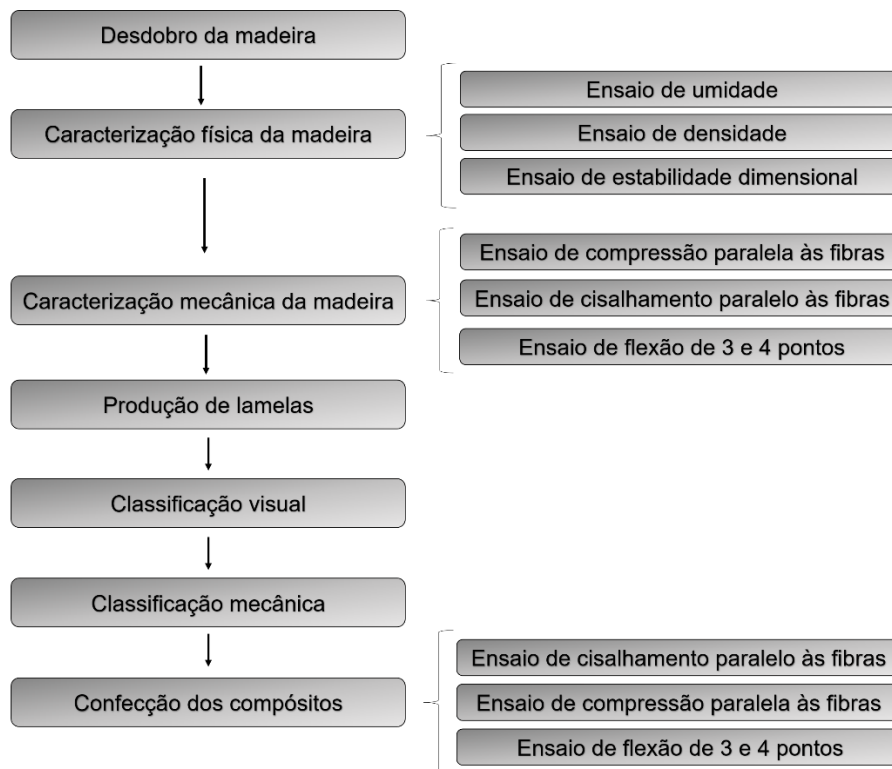 Desdobro da madeira
Caracterização física da madeira
Ensaio de umidade
Ensaio de densidade
Ensaio de estabilidade dimensional
Caracterização mecânica da madeira
Ensaio de compressão paralela às fibras
Ensaio de cisalhamento paralelo às fibras
Ensaio de flexão de 3 e 4 pontos
Produção de lamelas
Classificação visual
Classificação mecânica
Confecção dos compósitos
Ensaio de cisalhamento paralelo às fibras
Ensaio de compressão paralela às fibras
Ensaio de flexão de 3 e 4 pontos